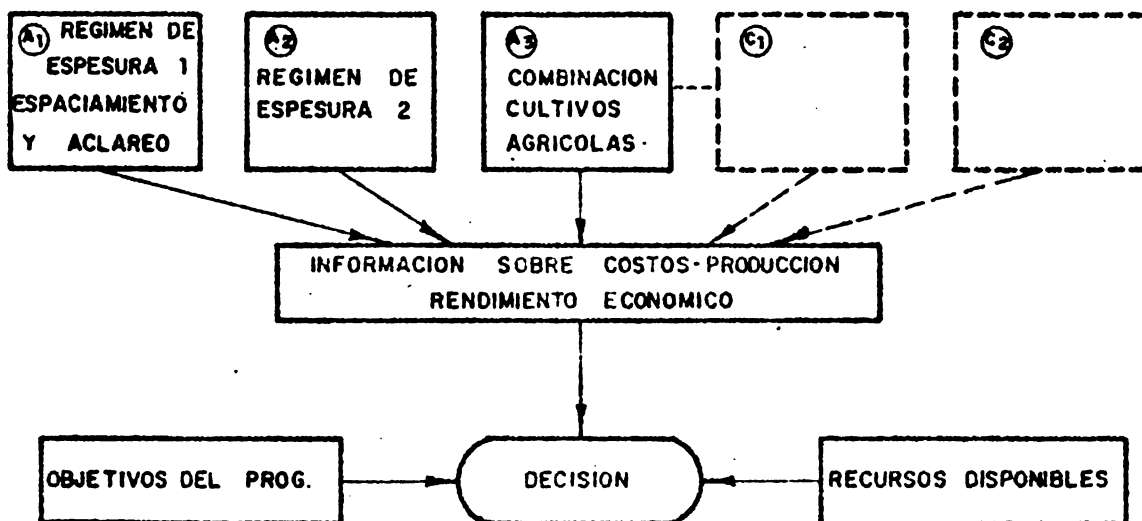 A1 REGIMEN DE
ESPESURA 1
ESPACIAMIENTO
Y ACLAREO
A2
REGIMEN DE
ESPESURA 2
A3
COMBINACION
CULTIVOS
AGRICOLAS
C1
C2
INFORMACION SOBRE COSTOS-PRODUCCION
RENDIMIENTO ECONOMICO
OBJETIVOS DEL PROG.
DECISION
RECURSOS DISPONIBLES